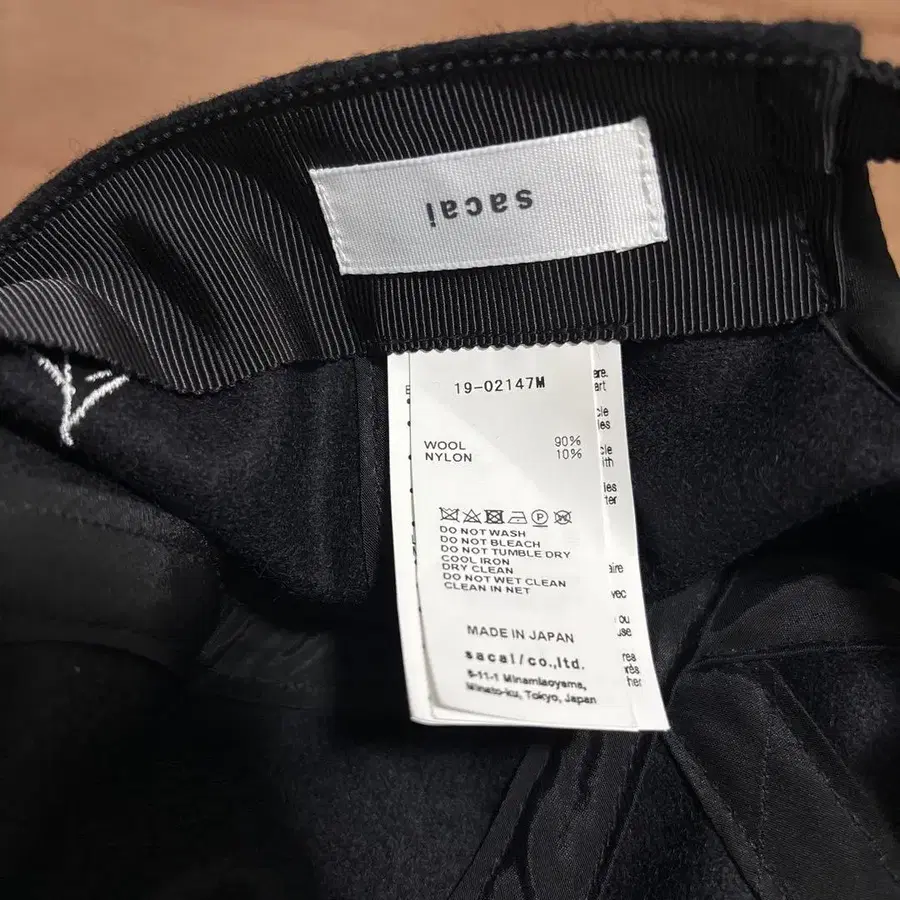 sacai
19-02147M
WOOL 90%
NYLON 10%
DO NOT WASH
DO NOT BLEACH
DO NOT TUMBLE DRY
COOL IRON
DRY CLEAN
DO NOT WET CLEAN
CLEAN IN NET
MADE IN JAPAN
sacai/co.,ltd.
5-11-1 Minamiaoyama,
Minato-ku, Tokyo, Japan